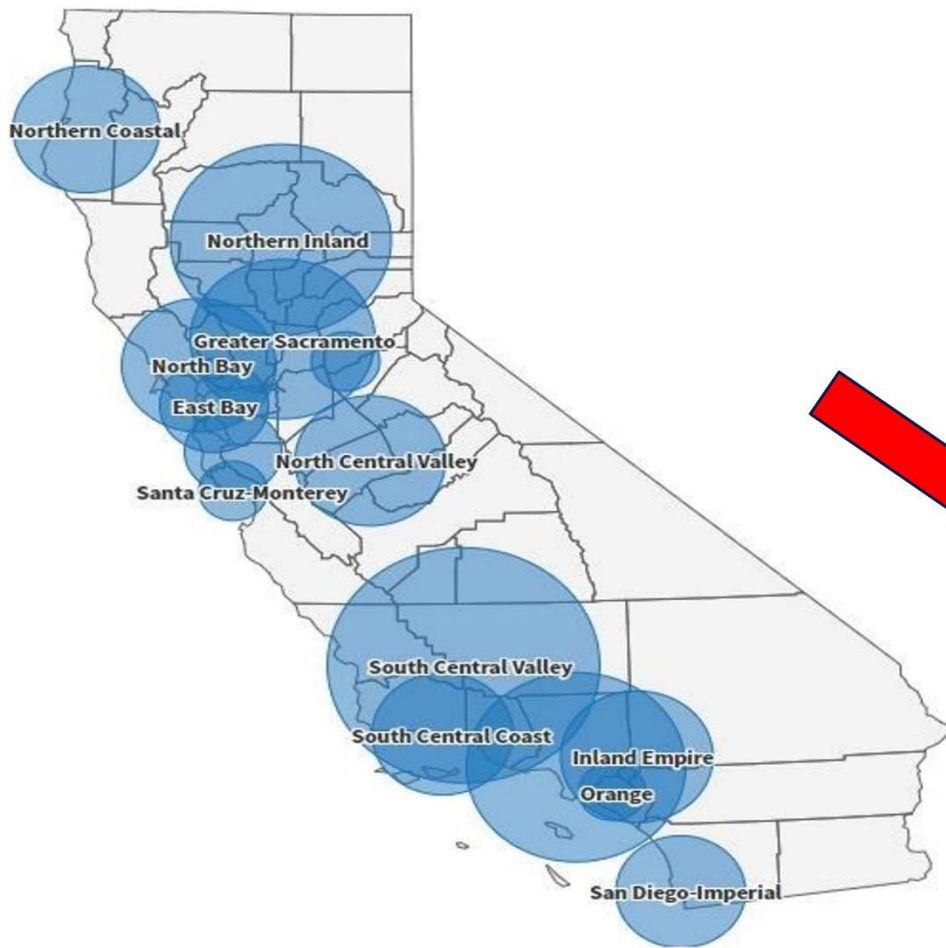 Northern Coastal
Northern Inland
Greater Sacramento
North Bay
East Bay
North Central Valley
Santa Cruz-Monterey
South Central Valley
South Central Coast
Inland Empire
Orange
San Diego-Imperial